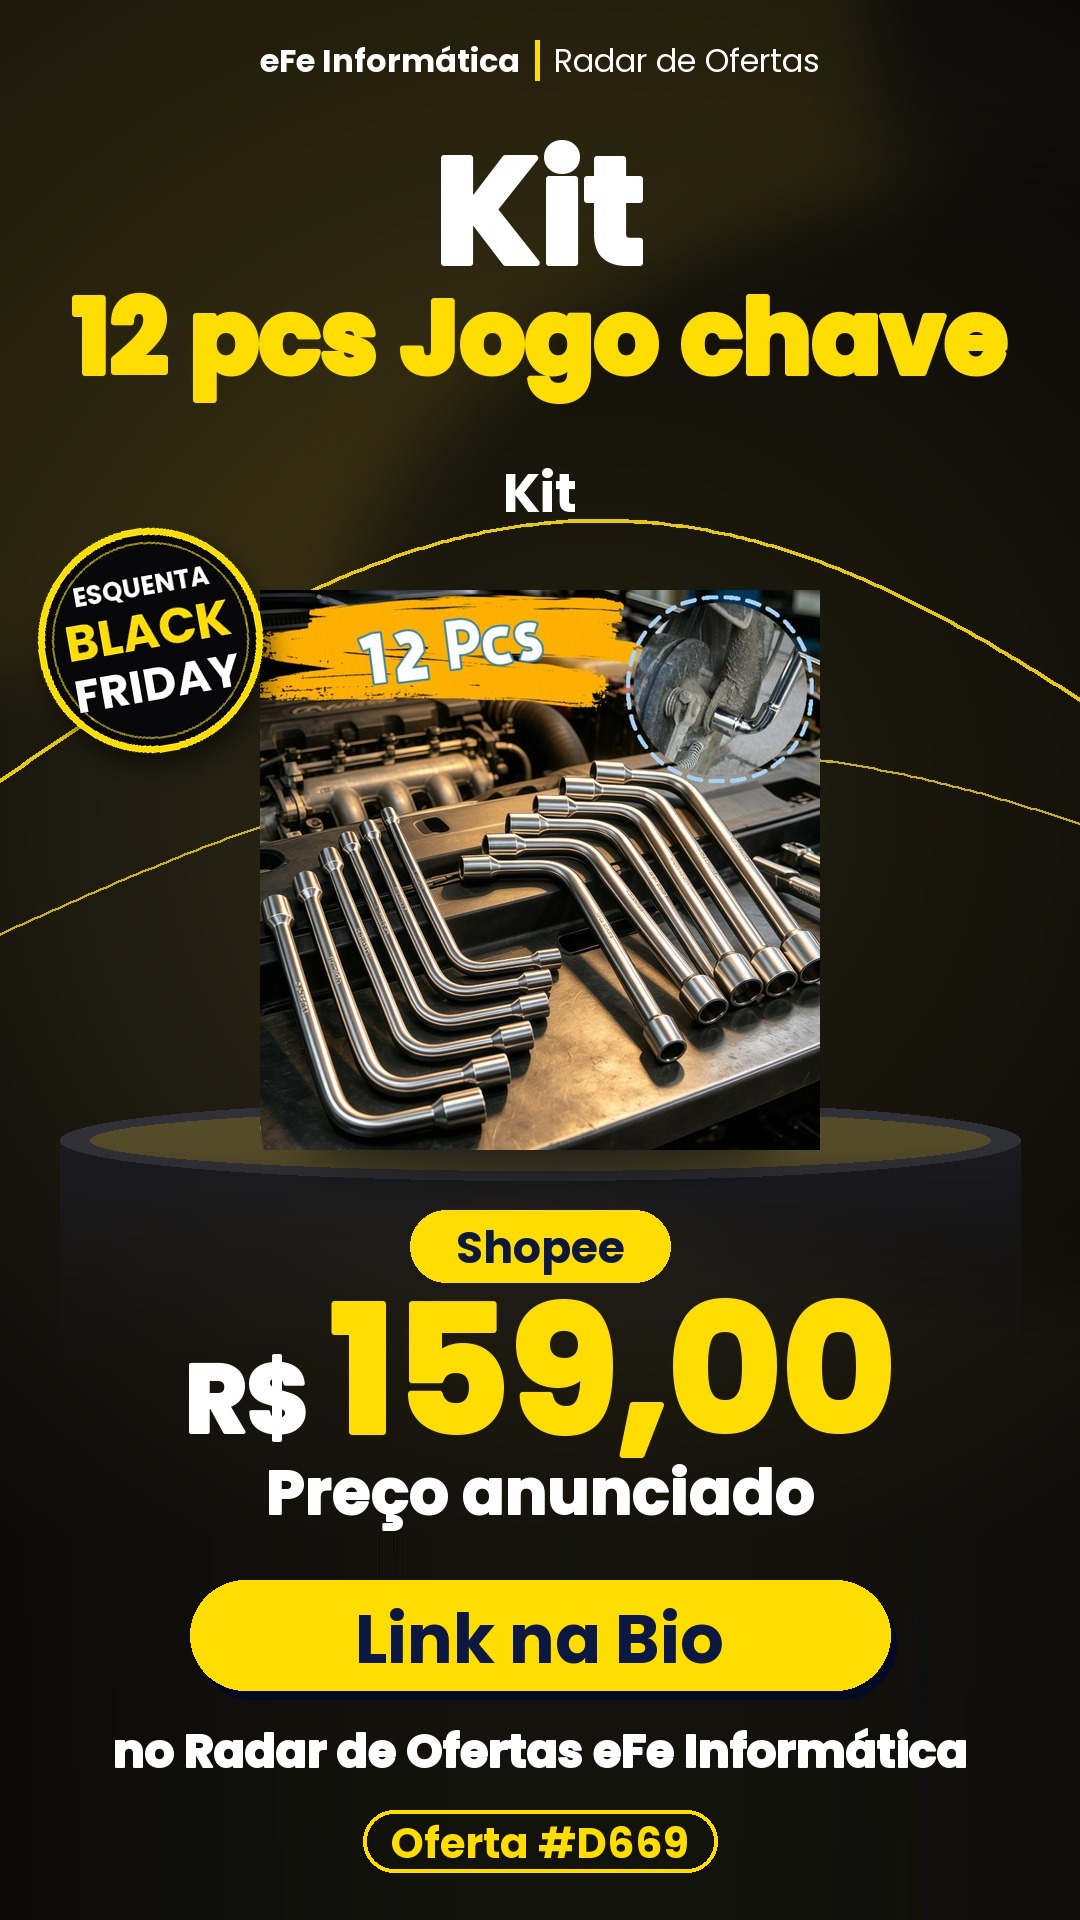 eFe Informática | Radar de Ofertas
Kit
12 pcs Jogo chave
Kit
ESQUENTA
BLACK
FRIDAY
12 Pcs
Shopee
R$ 159,00
Preço anunciado
Link na Bio
no Radar de Ofertas eFe Informática
Oferta #D669